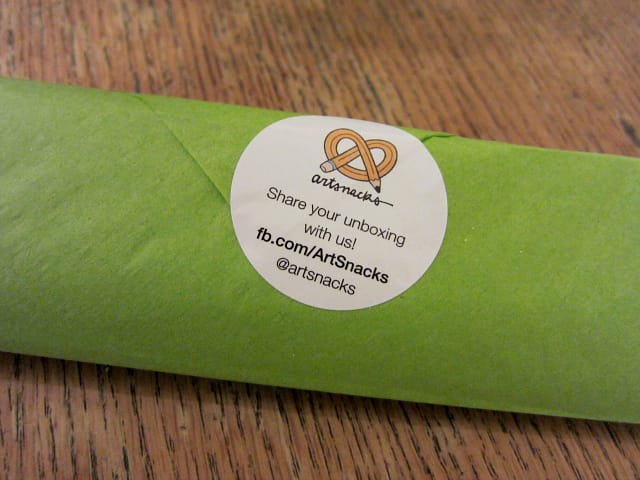 artsnacks
Share your unboxing
with us!
fb.com/ArtSnacks
@artsnacks